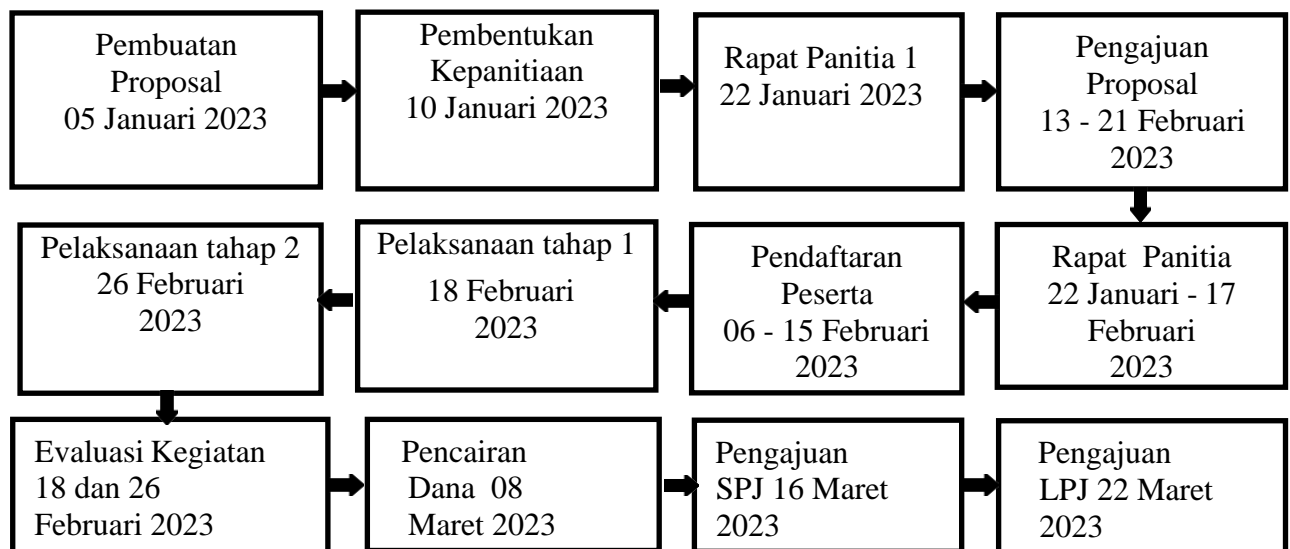 Pembuatan
Proposal
05 Januari 2023
Pembentukan
Kepanitiaan
10 Januari 2023
Rapat Panitia 1
22 Januari 2023
Pengajuan
Proposal
13 - 21 Februari
2023
Rapat Panitia
22 Januari - 17
Februari
2023
Pendaftaran
Peserta
06 - 15 Februari
2023
Pelaksanaan tahap 1
18 Februari
2023
Pelaksanaan tahap 2
26 Februari
2023
Evaluasi Kegiatan
18 dan 26
Februari 2023
Pencairan
Dana 08
Maret 2023
Pengajuan
SPJ 16 Maret
2023
Pengajuan
LPJ 22 Maret
2023